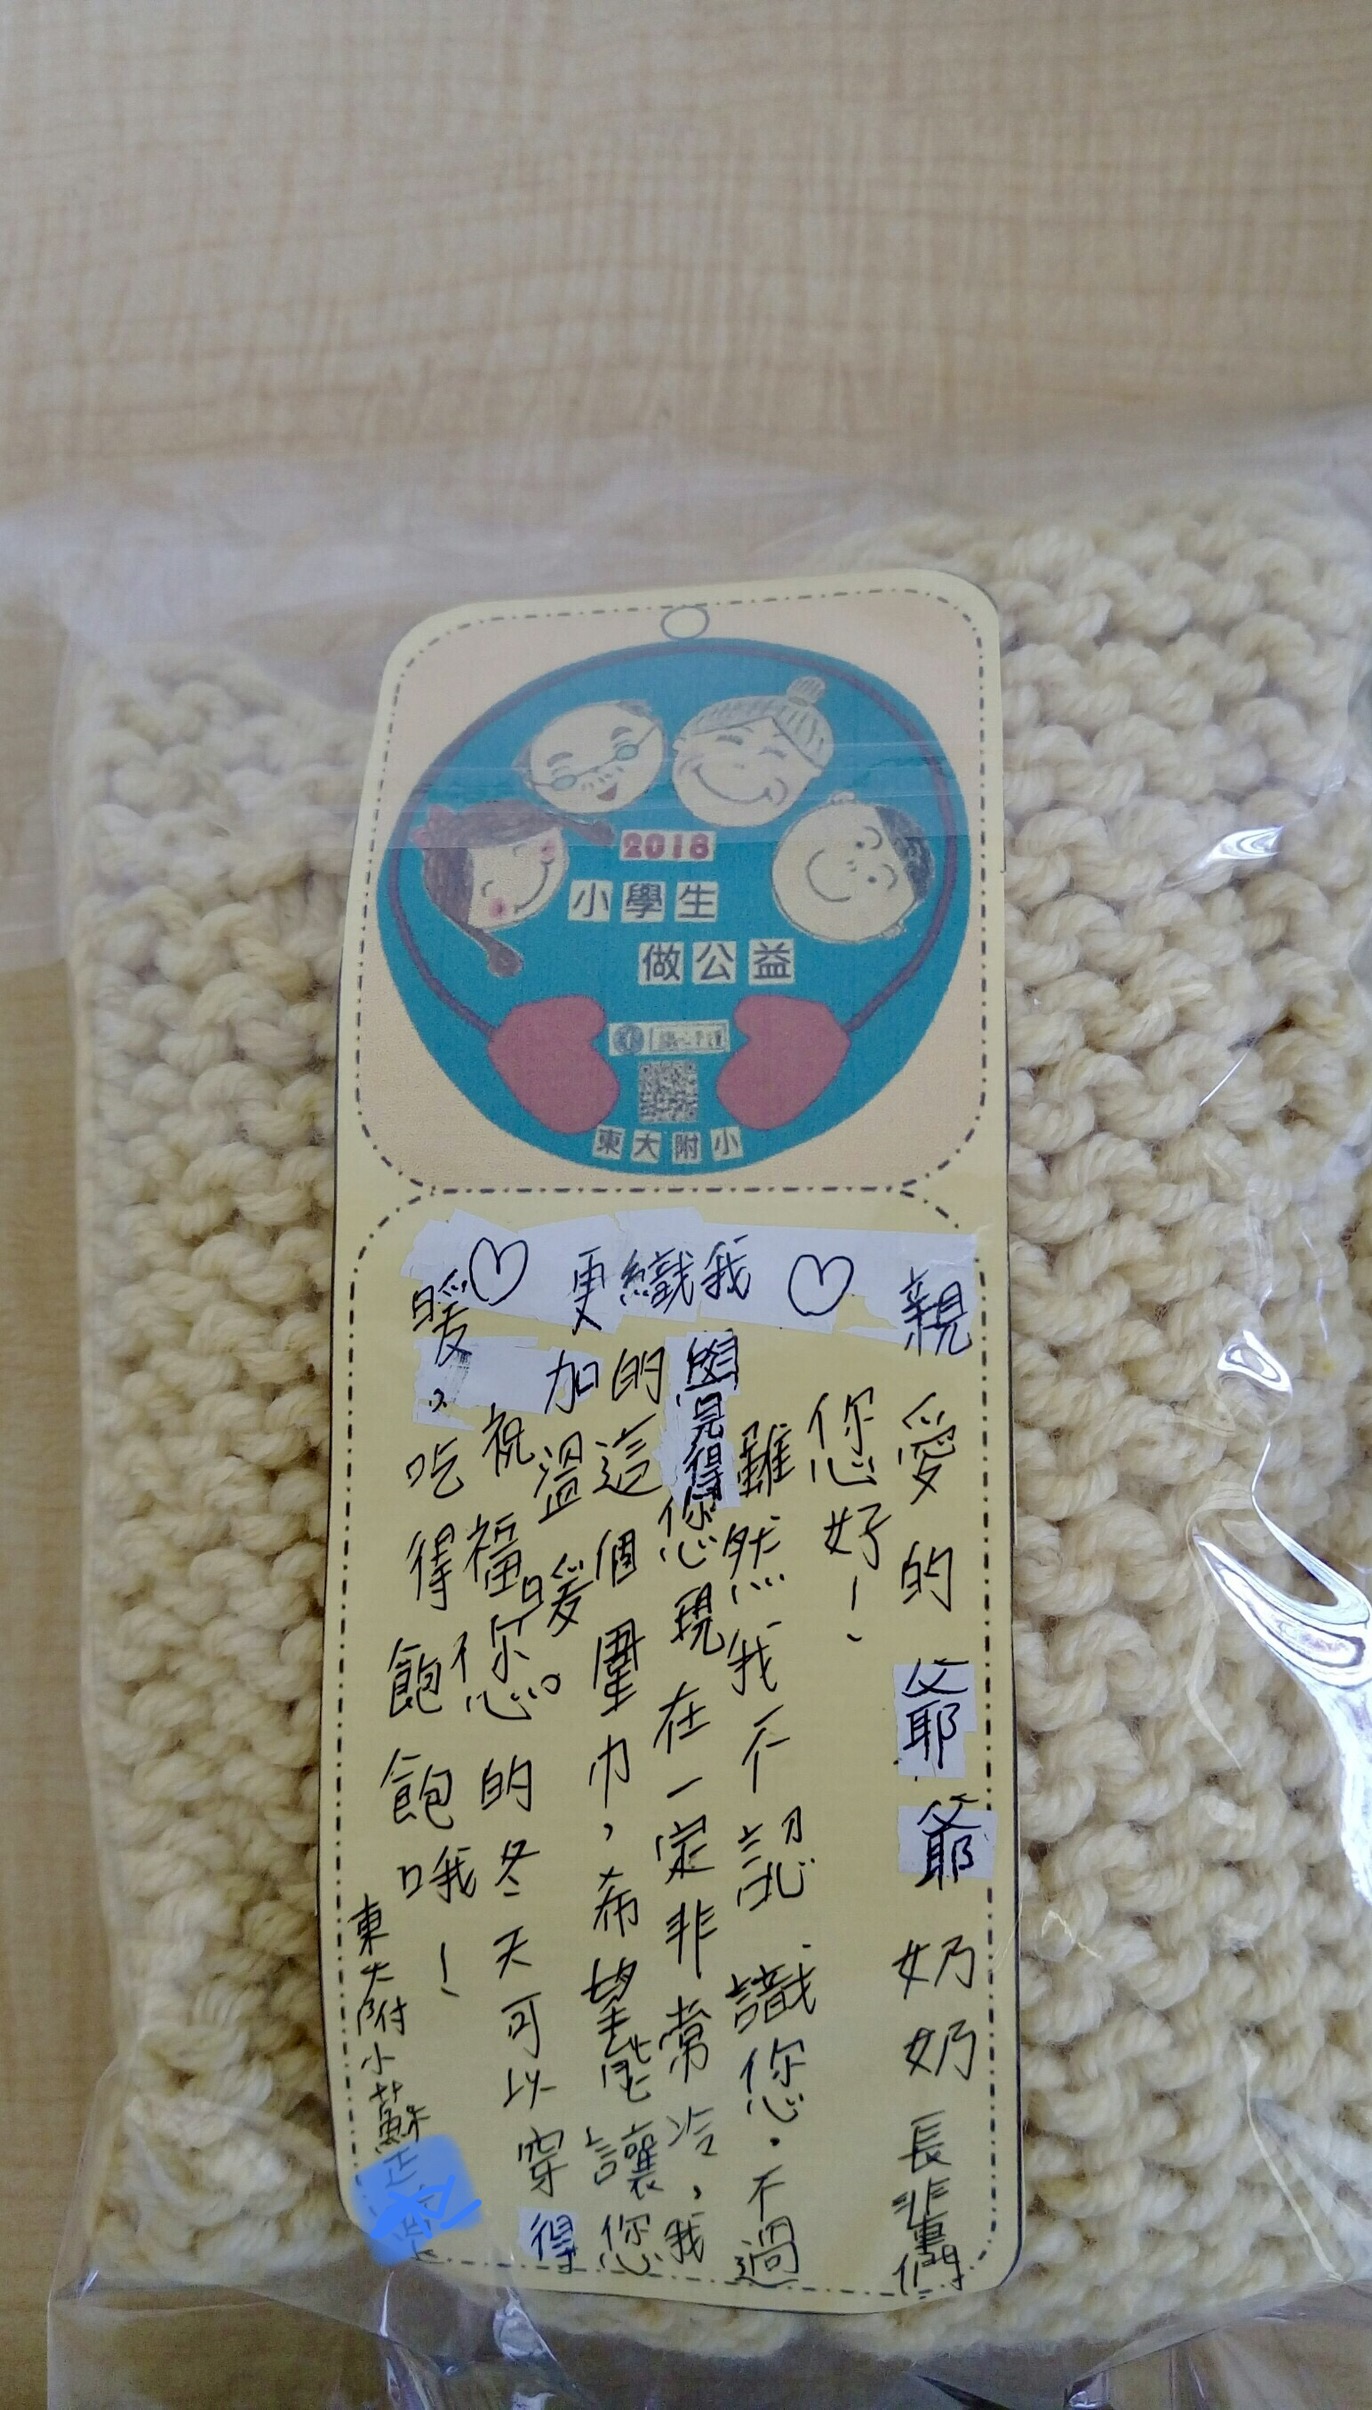 2018
小學生
做公益
東大附小
親愛的爺爺奶奶長輩們
♡您好！
雖然我不認識您.不過
我覺得您現在一定非常冷，我
織的這個圍巾，希望能讓您
更加溫暖。
♡祝福您的冬天可以穿得
暖.吃得飽飽哦！
東大附小蘇正